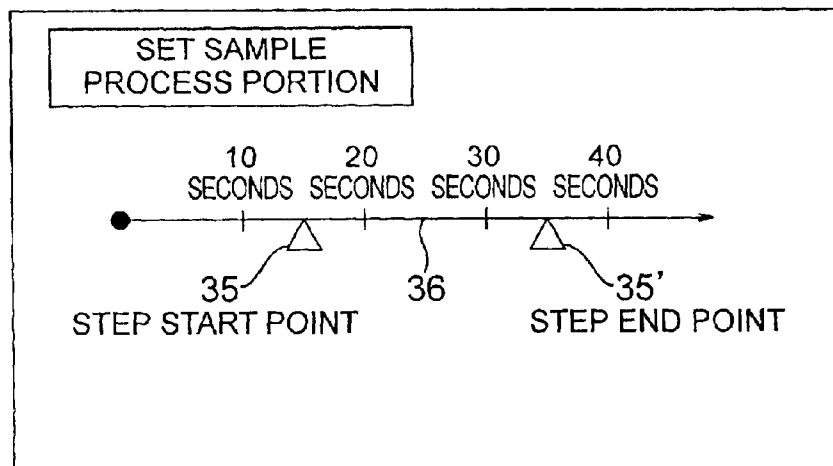 SET SAMPLE
PROCESS PORTION
10 20 30 40
SECONDS SECONDS SECONDS SECONDS
35 36 35'
STEP START POINT STEP END POINT